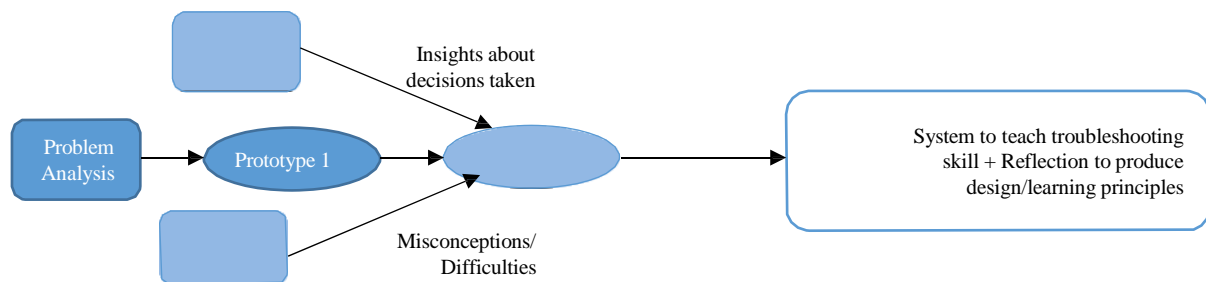 Insights about
decisions taken
Problem
Analysis
Prototype 1
System to teach troubleshooting
skill + Reflection to produce
design/learning principles
Misconceptions/
Difficulties